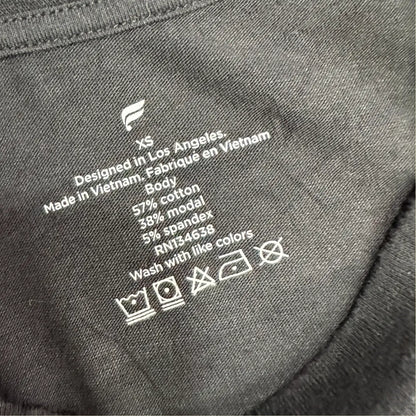 XS
Designed in Los Angeles.
Made in Vietnam. Fabriqué en Vietnam
Body
57% cotton
38% modal
5% spandex
RN134638
Wash with like colors